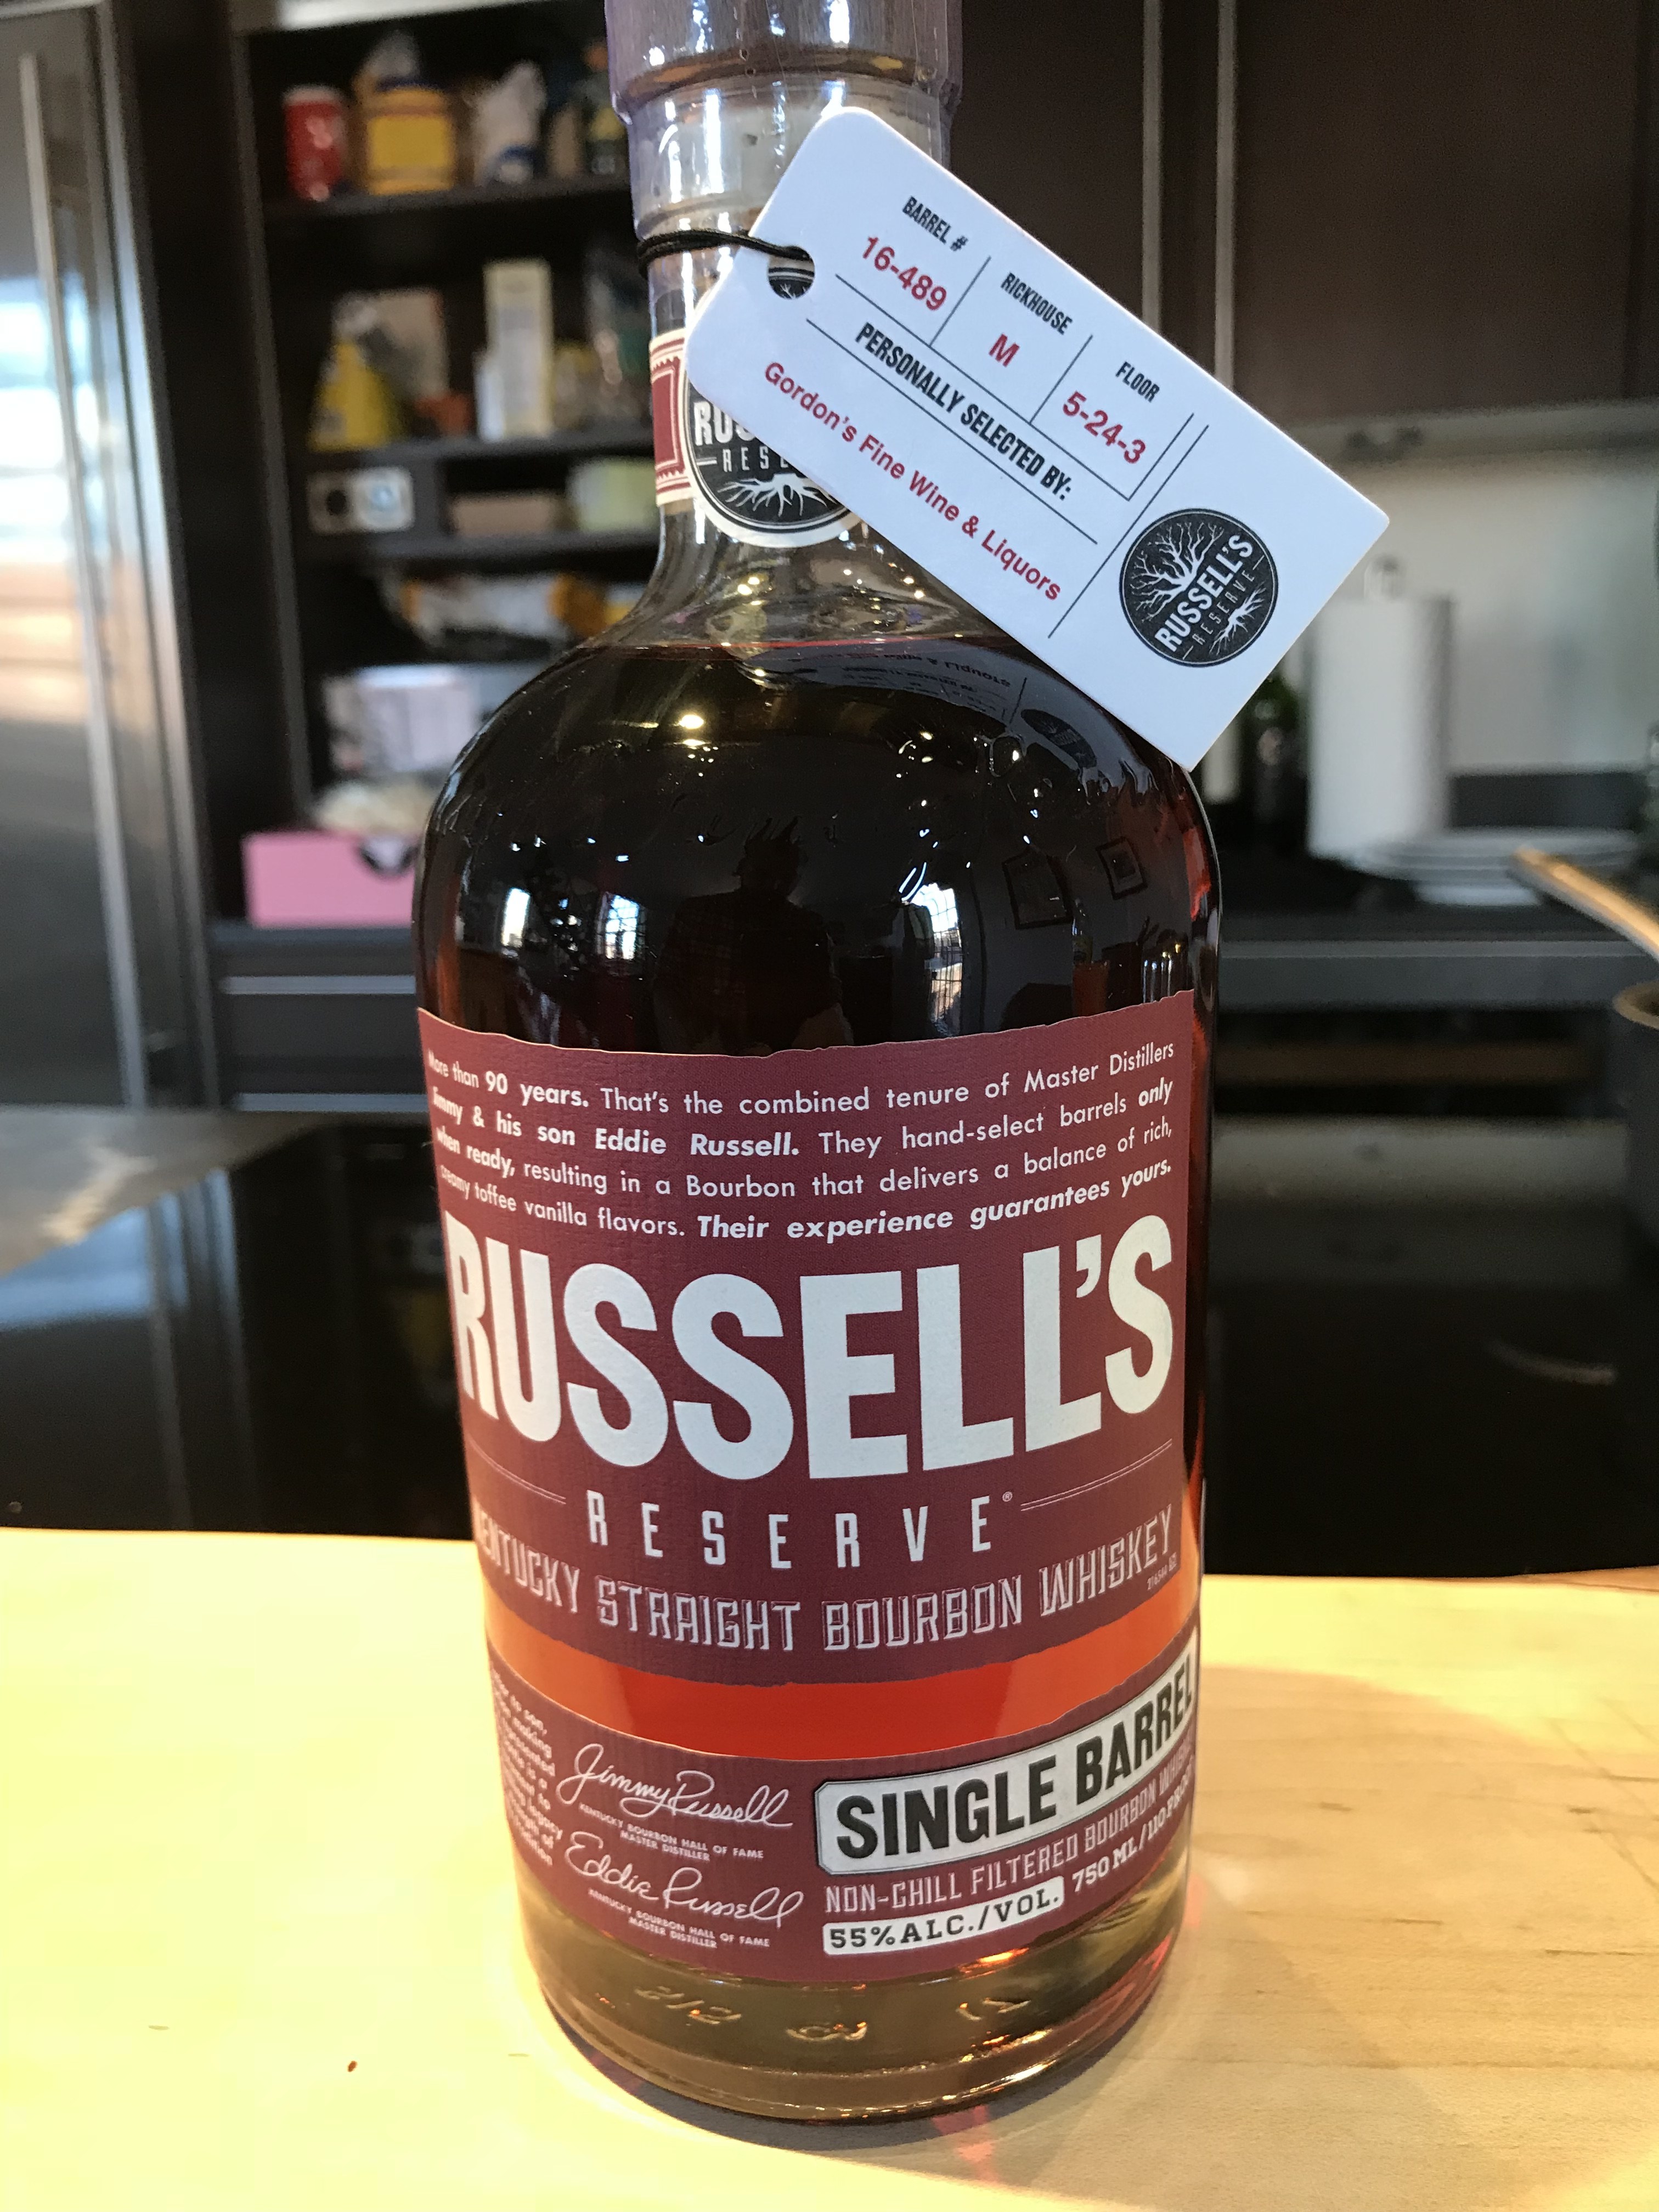 BARREL #
16-489
RICKHOUSE
M
FLOOR
5-24-3
PERSONALLY SELECTED BY:
Gordon's Fine Wine & Liquors
RUSSELL'S
RESERVE
More than 90 years. That's the combined tenure of Master Distillers
Jimmy & his son Eddie Russell. They hand-select barrels only
when ready, resulting in a Bourbon that delivers a balance of rich,
creamy toffee vanilla flavors. Their experience guarantees yours.
RUSSELL'S
RESERVE®
KENTUCKY STRAIGHT BOURBON WHISKEY
Jimmy Russell
KENTUCKY BOURBON HALL OF FAME
MASTER DISTILLER
Eddie Russell
KENTUCKY BOURBON HALL OF FAME
MASTER DISTILLER
SINGLE BARREL
NON-CHILL FILTERED BOURBON
55%ALC./VOL. 750 ML/110